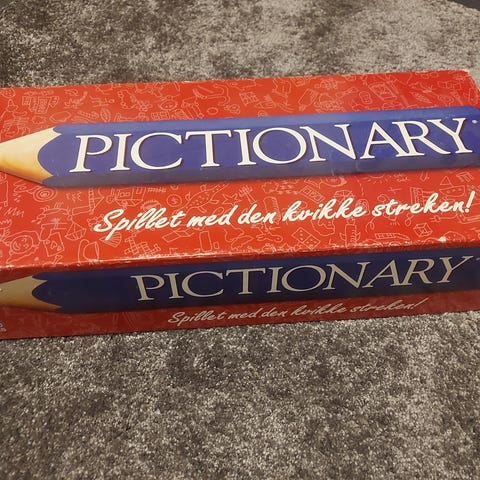 PICTIONARY
Spillet med den kvikke streken!
PICTIONARY
Spillet med den kvikke streken!